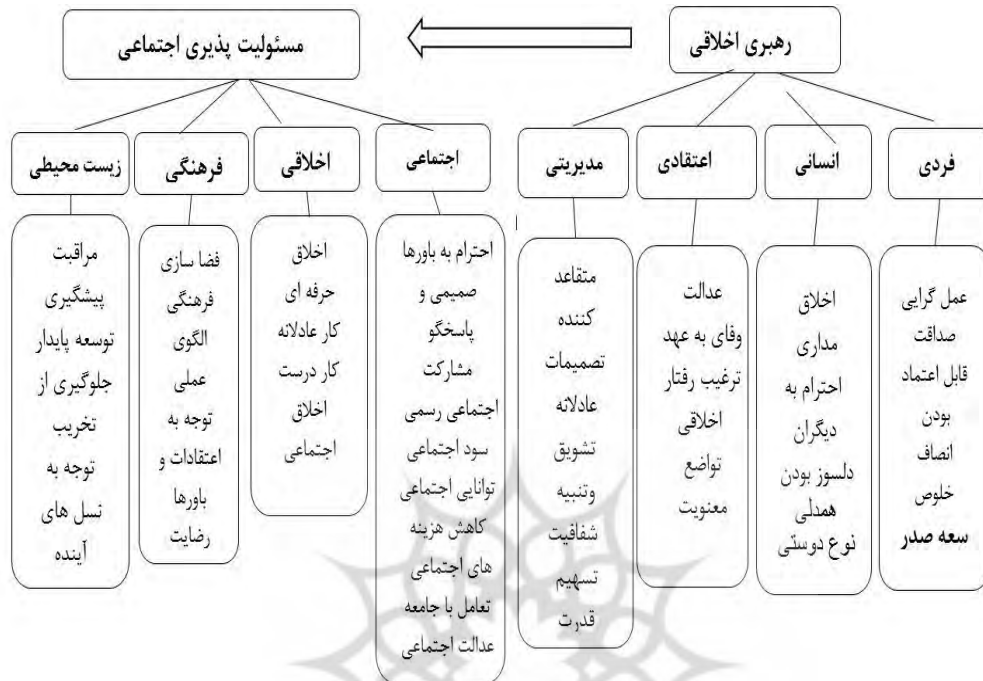 رهبری اخلاقی
مسئولیت پذیری اجتماعی
فردی
انسانی
اعتقادی
مدیریتی
اجتماعی
اخلاقی
فرهنگی
زیست محیطی
عمل گرایی
صداقت
قابل اعتماد
بودن
انصاف
خلوص
سعه صدر
اخلاق
مداری
احترام به
دیگران
دلسوز بودن
همدلی
نوع دوستی
عدالت
وفای به عهد
ترغیب رفتار
اخلاقی
تواضع
معنویت
متقاعد
کننده
تصمیمات
عادلانه
تشویق
وتنبیه
شفافیت
تسهیم
قدرت
احترام به باورها
صمیمی و
پاسخگو
مشارکت
اجتماعی رسمی
سود اجتماعی
توانایی اجتماعی
کاهش هزینه
های اجتماعی
تعامل با جامعه
عدالت اجتماعی
اخلاق
حرفه ای
کار عادلانه
کار درست
اخلاق
اجتماعی
فضا سازی
فرهنگی
الگوی
عملی
توجه به
اعتقادات و
باورها
رضایت
مراقبت
پیشگیری
توسعه پایدار
جلوگیری از
تخریب
توجه به
نسل های
آینده